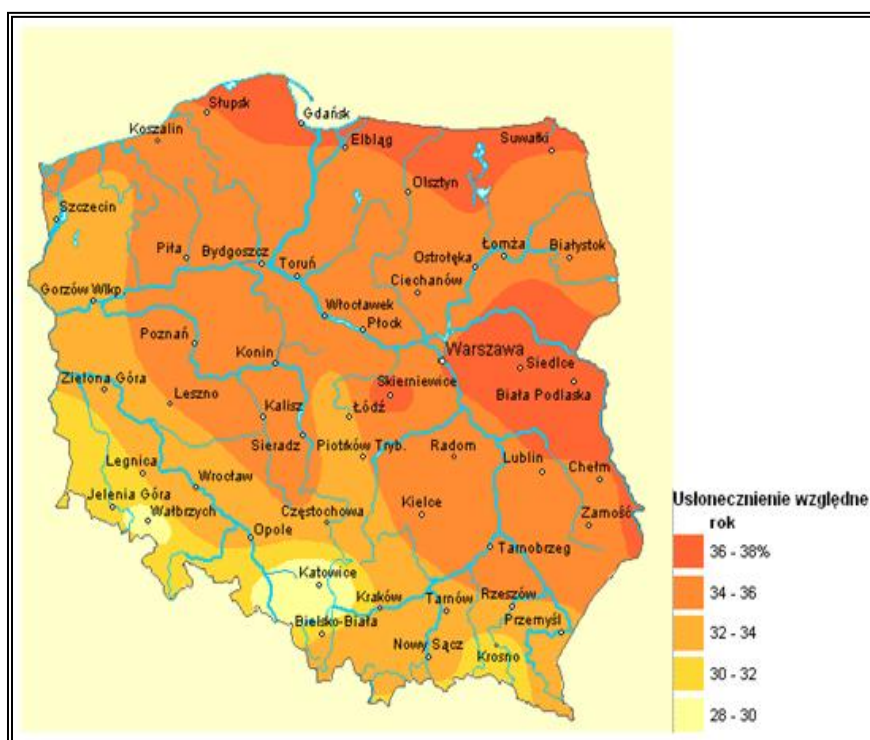 Słupsk
Gdańsk
Koszalin
Elbląg
Suwałki
Olsztyn
Szczecin
Piła
Bydgoszcz
Toruń
Ostrołęka
Łomża
Białystok
Ciechanów
Gorzów Wlkp.
Włocławek
Płock
Poznań
Konin
Warszawa
Siedlce
Zielona Góra
Skierniewice
Biała Podlaska
Leszno
Kalisz
Łódź
Sieradz
Piotrków Tryb.
Radom
Lublin
Chełm
Legnica
Wrocław
Jelenia Góra
Wałbrzych
Kielce
Zamość
Częstochowa
Opole
Tarnobrzeg
Katowice
Kraków
Tarnów
Rzeszów
Przemyśl
Bielsko-Biała
Nowy Sącz
Krosno
Usłonecznienie względne
rok
36 - 38%
34 - 36
32 - 34
30 - 32
28 - 30